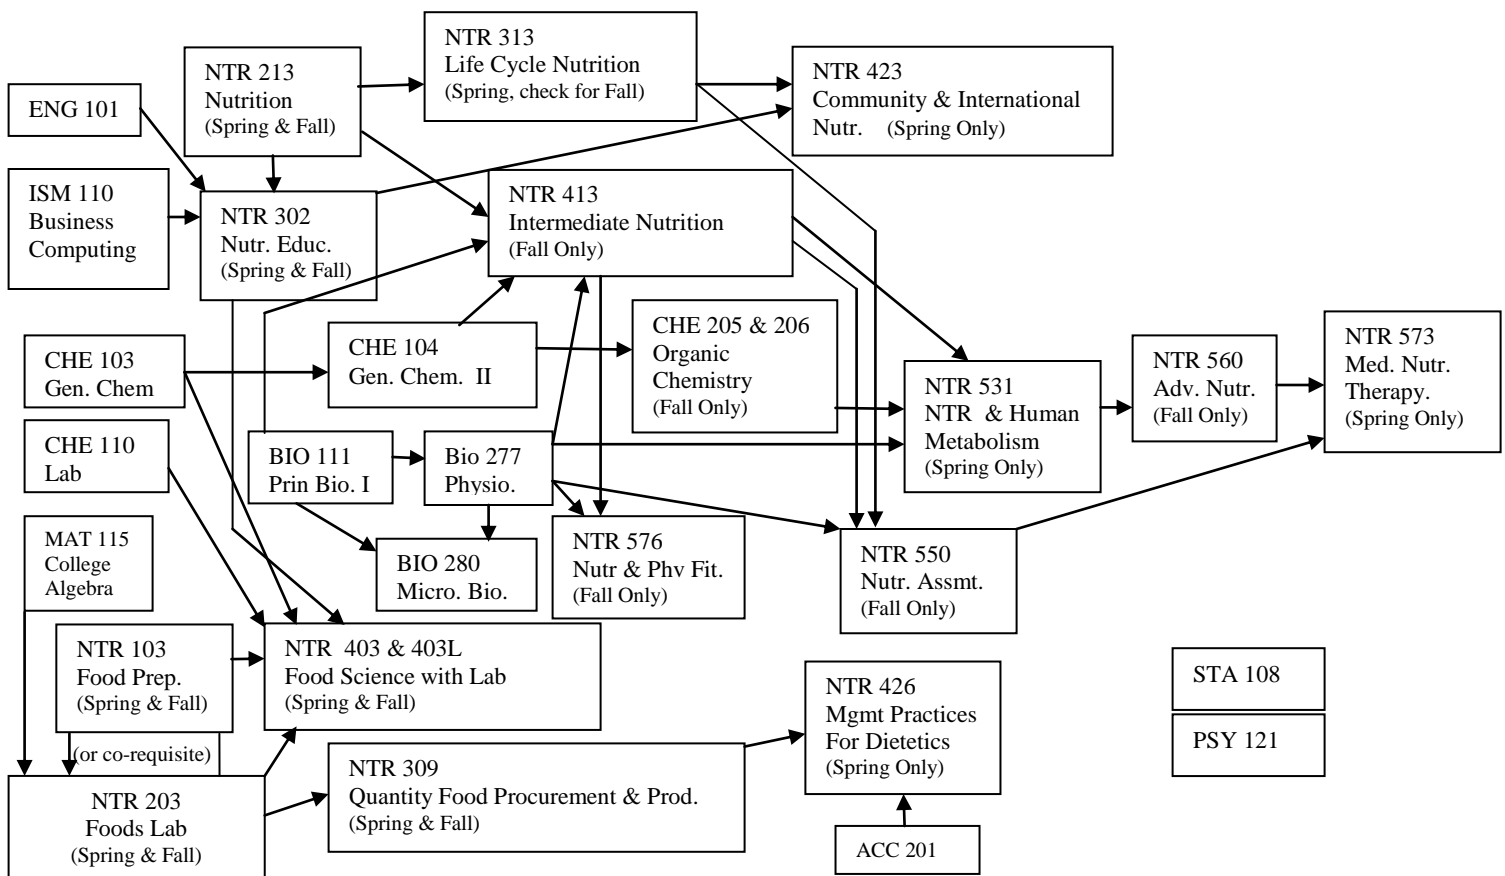 NTR 313
Life Cycle Nutrition
(Spring, check for Fall)
NTR 213
Nutrition
(Spring & Fall)
NTR 423
Community & International
Nutr. (Spring Only)
ENG 101
ISM 110
Business
Computing
NTR 302
Nutr. Educ.
(Spring & Fall)
NTR 413
Intermediate Nutrition
(Fall Only)
CHE 103
Gen. Chem
CHE 104
Gen. Chem. II
CHE 205 & 206
Organic
Chemistry
(Fall Only)
NTR 531
NTR & Human
Metabolism
(Spring Only)
NTR 560
Adv. Nutr.
(Fall Only)
NTR 573
Med. Nutr.
Therapy.
(Spring Only)
CHE 110
Lab
BIO 111
Prin Bio. I
Bio 277
Physio.
MAT 115
College
Algebra
BIO 280
Micro. Bio.
NTR 576
Nutr & Phv Fit.
(Fall Only)
NTR 550
Nutr. Assmt.
(Fall Only)
NTR 103
Food Prep.
(Spring & Fall)
(or co-requisite)
NTR 403 & 403L
Food Science with Lab
(Spring & Fall)
NTR 426
Mgmt Practices
For Dietetics
(Spring Only)
STA 108
PSY 121
NTR 203
Foods Lab
(Spring & Fall)
NTR 309
Quantity Food Procurement & Prod.
(Spring & Fall)
ACC 201